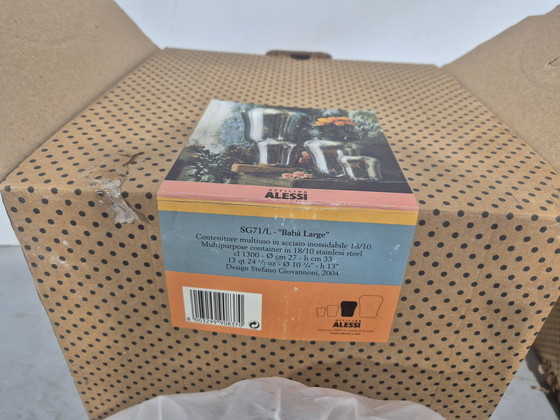 OFFICINA
ALESSI
SG71/L - "Babà Large"
Contenitore multiuso in acciaio inossidabile 18/10.
Multipurpose container in 18/10 stainless steel.
cl 1300 - Ø cm 27 - h cm 33
13 qt 24 ½ oz - Ø 10 ¾" - h 13"
Design Stefano Giovannoni, 2004
OFFICINA
ALESSI